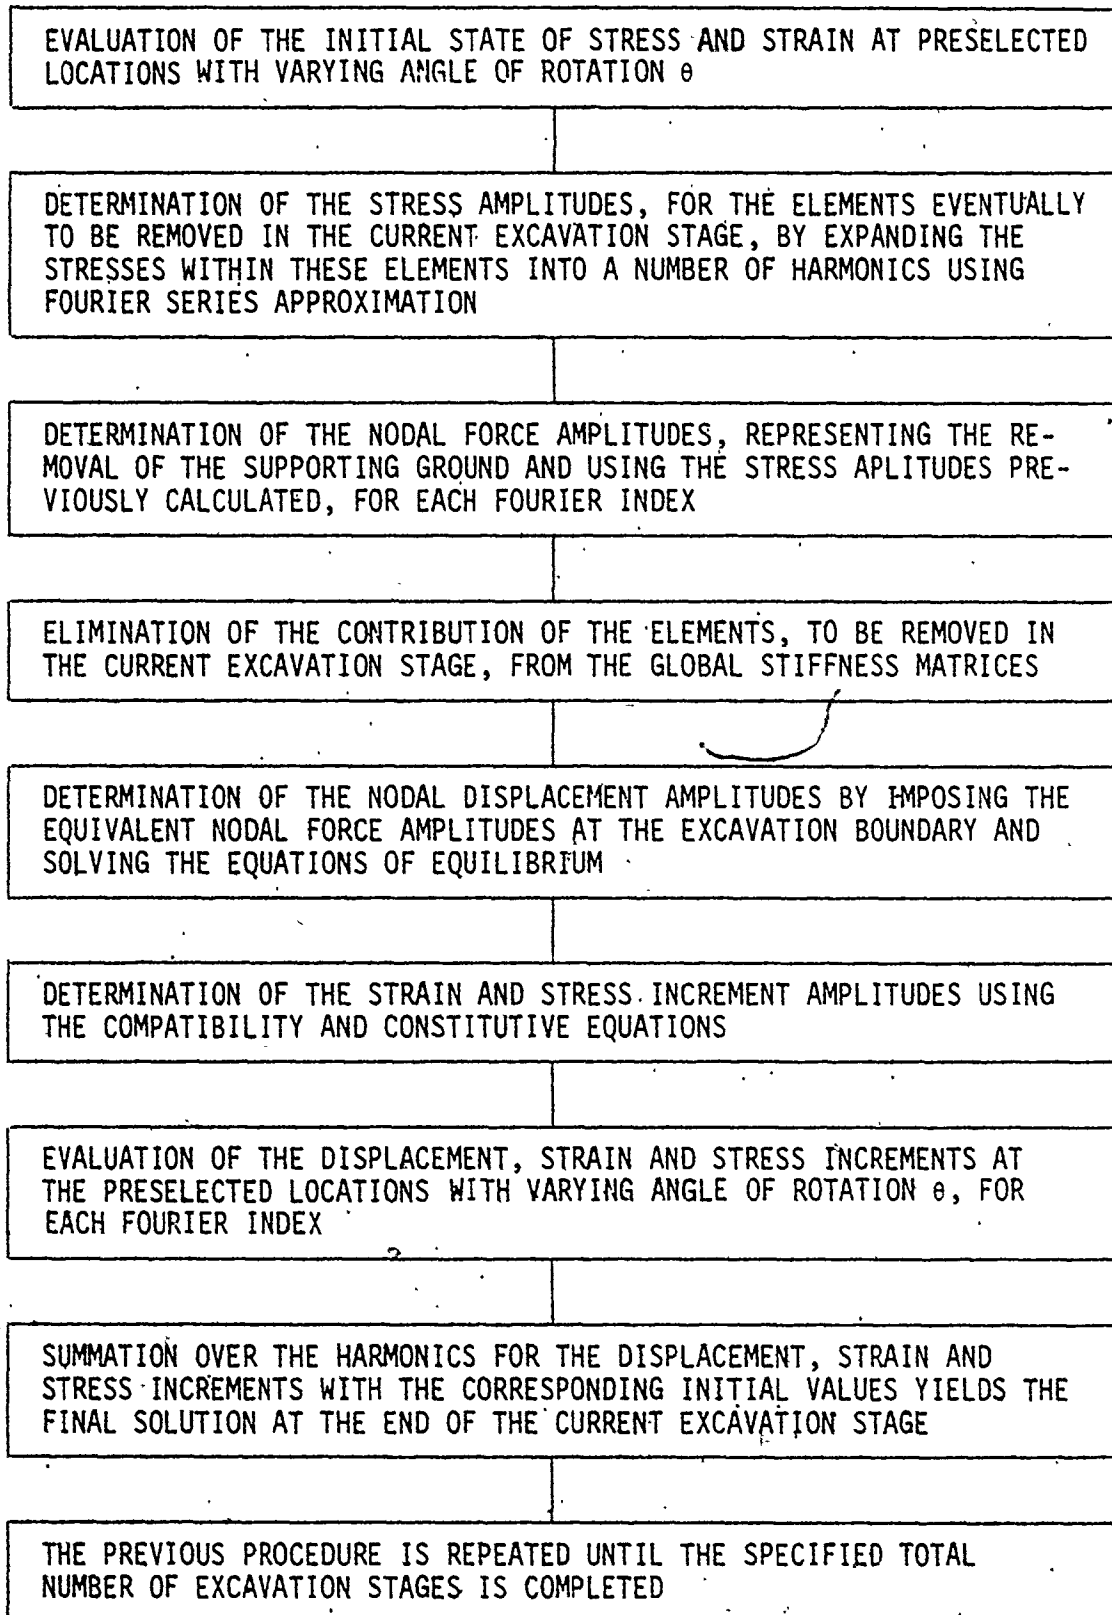 EVALUATION OF THE INITIAL STATE OF STRESS AND STRAIN AT PRESELECTED
LOCATIONS WITH VARYING ANGLE OF ROTATION θ
DETERMINATION OF THE STRESS AMPLITUDES, FOR THE ELEMENTS EVENTUALLY
TO BE REMOVED IN THE CURRENT EXCAVATION STAGE, BY EXPANDING THE
STRESSES WITHIN THESE ELEMENTS INTO A NUMBER OF HARMONICS USING
FOURIER SERIES APPROXIMATION
DETERMINATION OF THE NODAL FORCE AMPLITUDES, REPRESENTING THE RE-
MOVAL OF THE SUPPORTING GROUND AND USING THE STRESS APLITUDES PRE-
VIOUSLY CALCULATED, FOR EACH FOURIER INDEX
ELIMINATION OF THE CONTRIBUTION OF THE ELEMENTS, TO BE REMOVED IN
THE CURRENT EXCAVATION STAGE, FROM THE GLOBAL STIFFNESS MATRICES
DETERMINATION OF THE NODAL DISPLACEMENT AMPLITUDES BY IMPOSING THE
EQUIVALENT NODAL FORCE AMPLITUDES AT THE EXCAVATION BOUNDARY AND
SOLVING THE EQUATIONS OF EQUILIBRIUM
DETERMINATION OF THE STRAIN AND STRESS INCREMENT AMPLITUDES USING
THE COMPATIBILITY AND CONSTITUTIVE EQUATIONS
EVALUATION OF THE DISPLACEMENT, STRAIN AND STRESS INCREMENTS AT
THE PRESELECTED LOCATIONS WITH VARYING ANGLE OF ROTATION θ, FOR
EACH FOURIER INDEX
SUMMATION OVER THE HARMONICS FOR THE DISPLACEMENT, STRAIN AND
STRESS INCREMENTS WITH THE CORRESPONDING INITIAL VALUES YIELDS THE
FINAL SOLUTION AT THE END OF THE CURRENT EXCAVATION STAGE
THE PREVIOUS PROCEDURE IS REPEATED UNTIL THE SPECIFIED TOTAL
NUMBER OF EXCAVATION STAGES IS COMPLETED